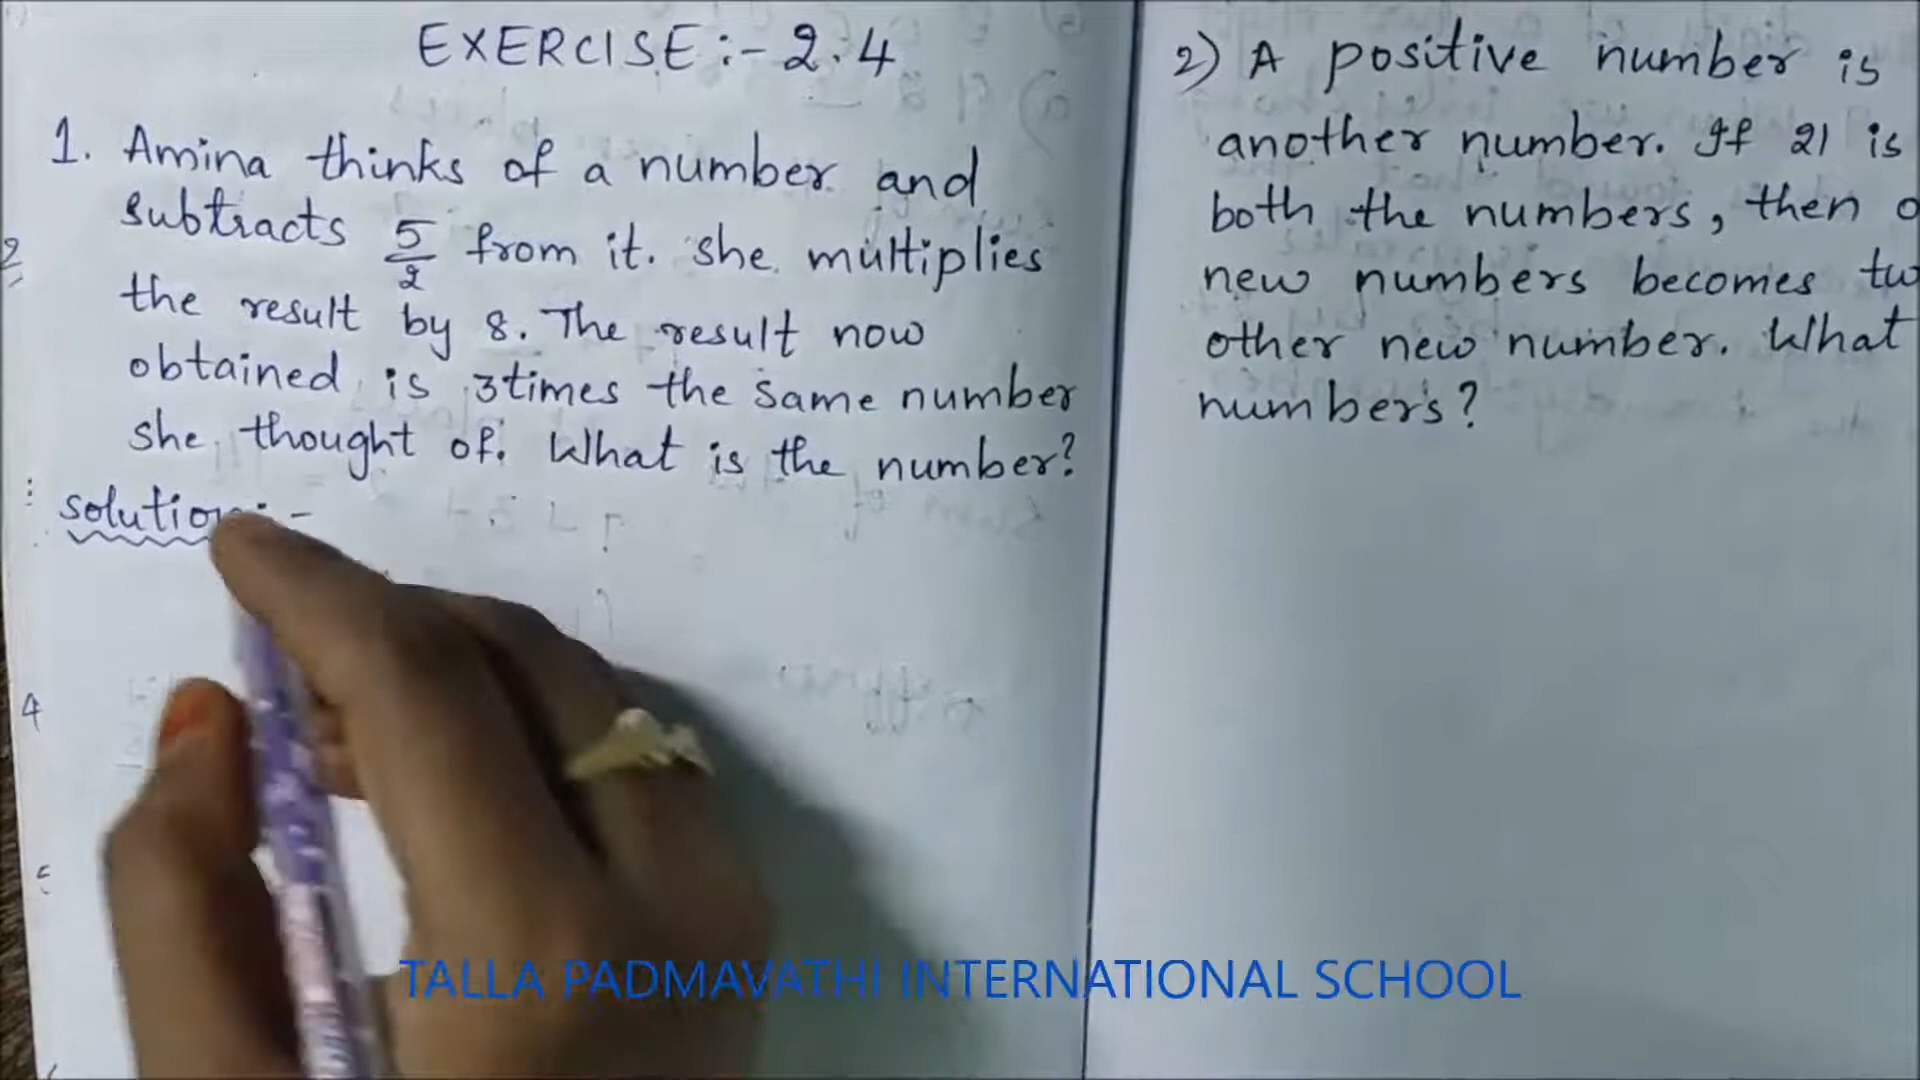 EXERCISE:- 2.4
1. Amina thinks of a number and
subtracts 5/2 from it. she multiplies
the result by 8. The result now
obtained is 3times the same number
she thought of. What is the number?
solution:-
4
2) A positive number is
another number. If 21 is
both the numbers, then
new numbers becomes
other new number. What
numbers?
TALLA PADMAVATHI INTERNATIONAL SCHOOL